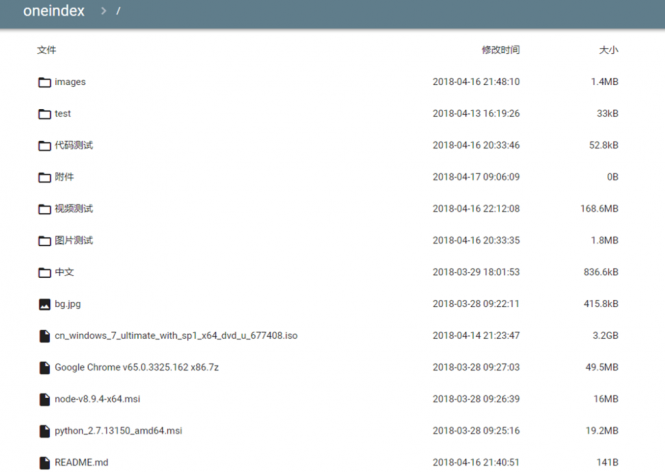 oneindex > /
文件 修改时间 大小
images 2018-04-16 21:48:10 1.4MB
test 2018-04-13 16:19:26 33kB
代码测试 2018-04-16 20:33:46 52.8kB
附件 2018-04-17 09:06:09 0B
视频测试 2018-04-16 22:12:08 168.6MB
图片测试 2018-04-16 20:33:35 1.8MB
中文 2018-03-29 18:01:53 836.6kB
bg.jpg 2018-03-28 09:22:11 415.8kB
cn_windows_7_ultimate_with_sp1_x64_dvd_u_677408.iso 2018-04-14 21:23:47 3.2GB
Google Chrome v65.0.3325.162 x86.7z 2018-03-28 09:27:03 49.5MB
node-v8.9.4-x64.msi 2018-03-28 09:26:39 16MB
python_2.7.13150_amd64.msi 2018-03-28 09:25:16 19.2MB
README.md 2018-04-16 21:40:51 141B